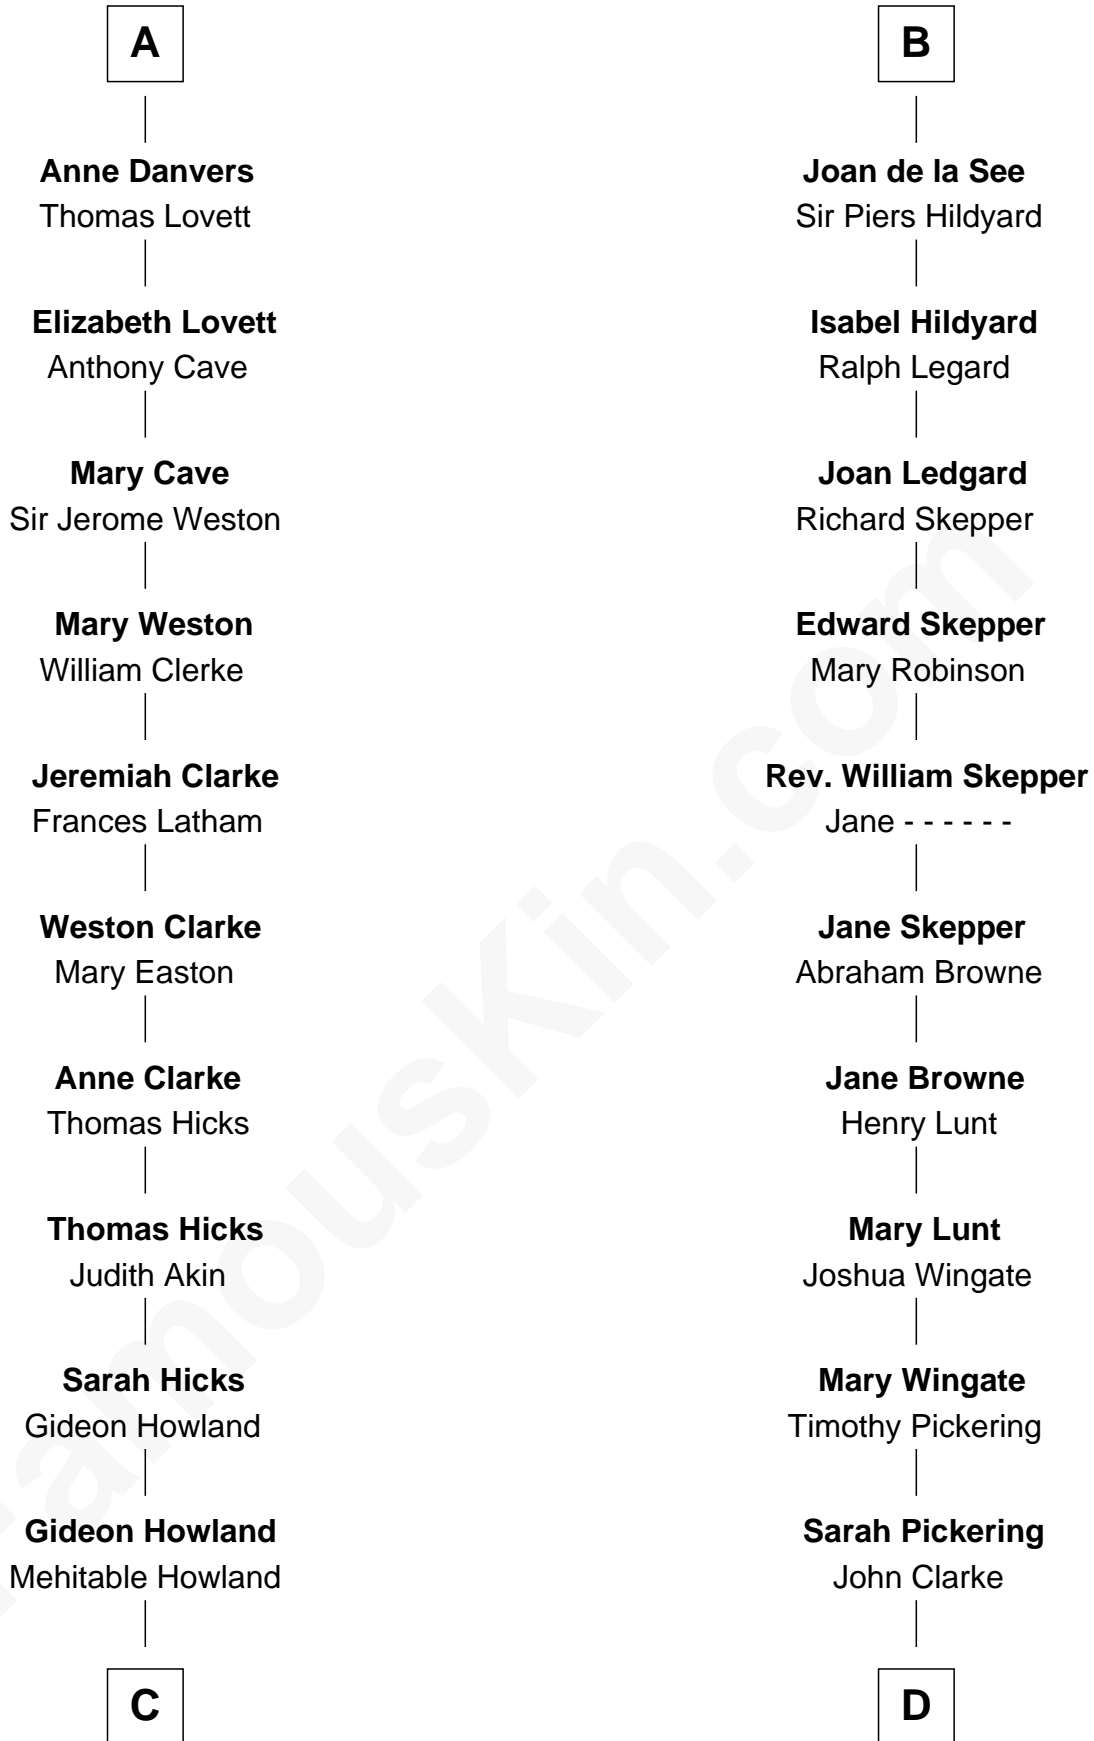 A
Anne Danvers
Thomas Lovett
Elizabeth Lovett
Anthony Cave
Mary Cave
Sir Jerome Weston
Mary Weston
William Clerke
Jeremiah Clarke
Frances Latham
Weston Clarke
Mary Easton
Anne Clarke
Thomas Hicks
Thomas Hicks
Judith Akin
Sarah Hicks
Gideon Howland
Gideon Howland
Mehitable Howland
C
B
Joan de la See
Sir Piers Hildyard
Isabel Hildyard
Ralph Legard
Joan Ledgard
Richard Skepper
Edward Skepper
Mary Robinson
Rev. William Skepper
Jane - - - - - -
Jane Skepper
Abraham Browne
Jane Browne
Henry Lunt
Mary Lunt
Joshua Wingate
Mary Wingate
Timothy Pickering
Sarah Pickering
John Clarke
D
FamousKin.com